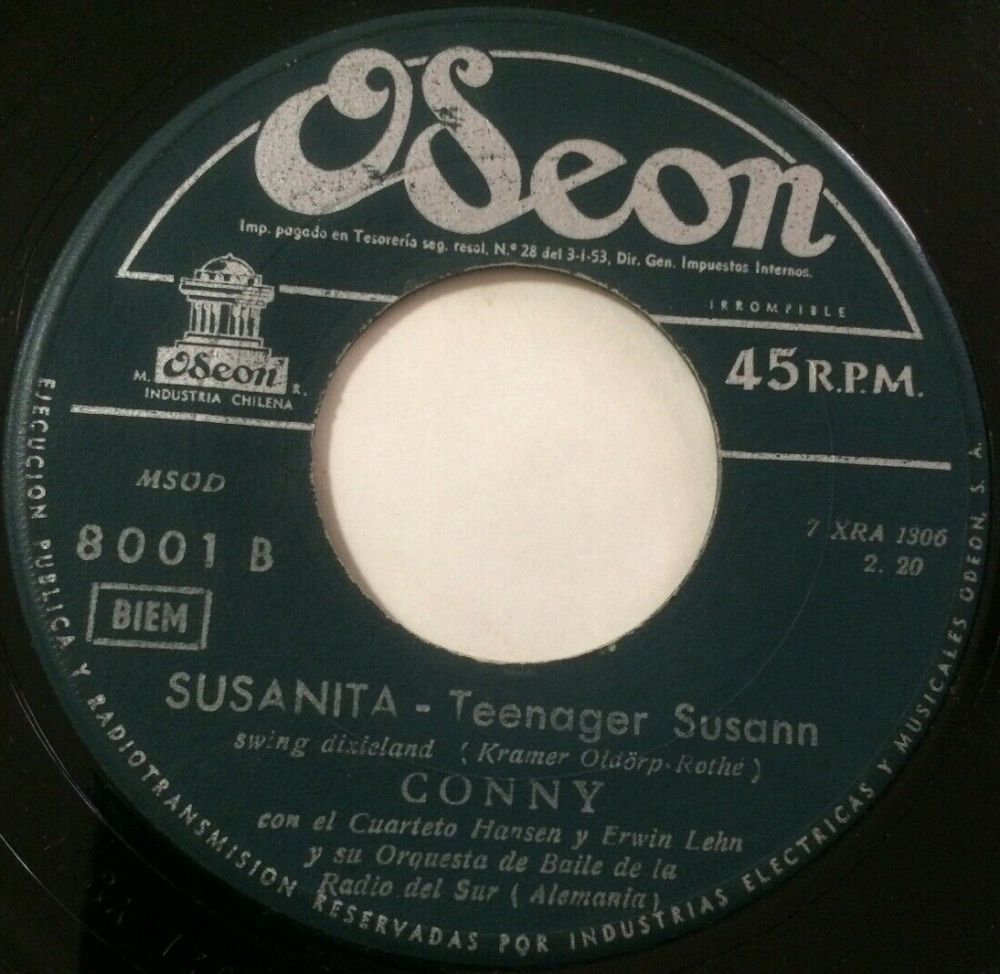 Odeon
Imp. pagado en Tesorería seg. resol. N.º 28 del 3-1-53, Dir. Gen. Impuestos Internos.
IRROMPIBLE
Odeon
M. R.
INDUSTRIA CHILENA
45 R.P.M.
MSOD
8001 B
BIEM
7 XRA 1306
2. 20
SUSANITA - Teenager Susann
swing dixieland (Kramer Oldörp-Rothé)
CONNY
con el Cuarteto Hansen y Erwin Lehn
y su Orquesta de Baile de la
Radio del Sur (Alemania)
EJECUCION PUBLICA Y RADIOTRANSMISION RESERVADAS POR INDUSTRIAS ELECTRICAS Y MUSICALES ODEON, S. A.